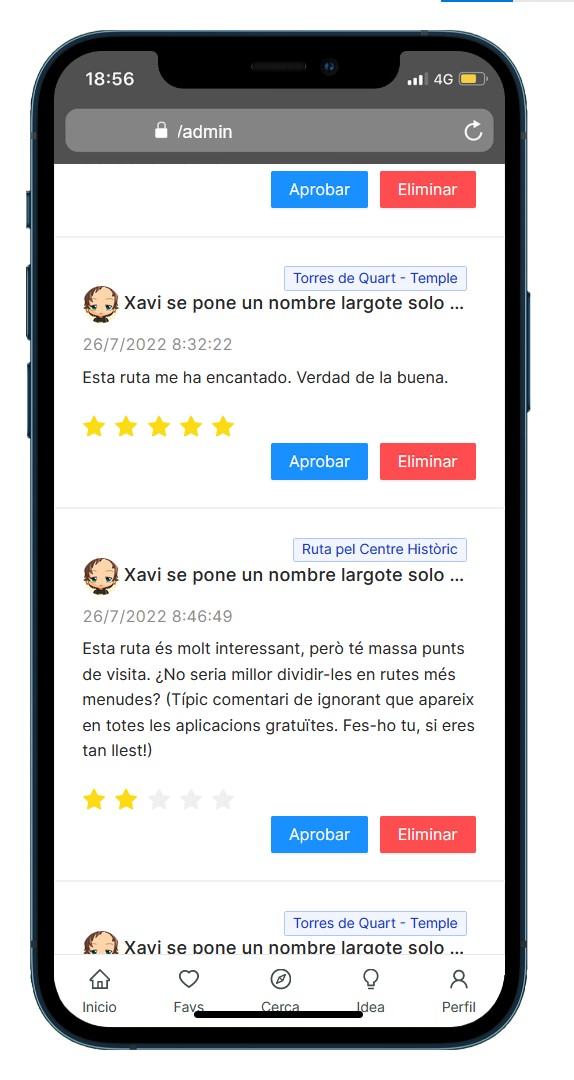 18:56
4G
/admin
Aprobar Eliminar
Torres de Quart - Temple
Xavi se pone un nombre largote solo ...
26/7/2022 8:32:22
Esta ruta me ha encantado. Verdad de la buena.
Aprobar Eliminar
Ruta pel Centre Històric
Xavi se pone un nombre largote solo ...
26/7/2022 8:46:49
Esta ruta és molt interessant, però té massa punts
de visita. ¿No seria millor dividir-les en rutes més
menudes? (Típic comentari de ignorant que apareix
en totes les aplicacions gratuïtes. Fes-ho tu, si eres
tan llest!)
Aprobar Eliminar
Torres de Quart - Temple
Xavi se pone un nombre largote solo ...
Inicio Favs Cerca Idea Perfil